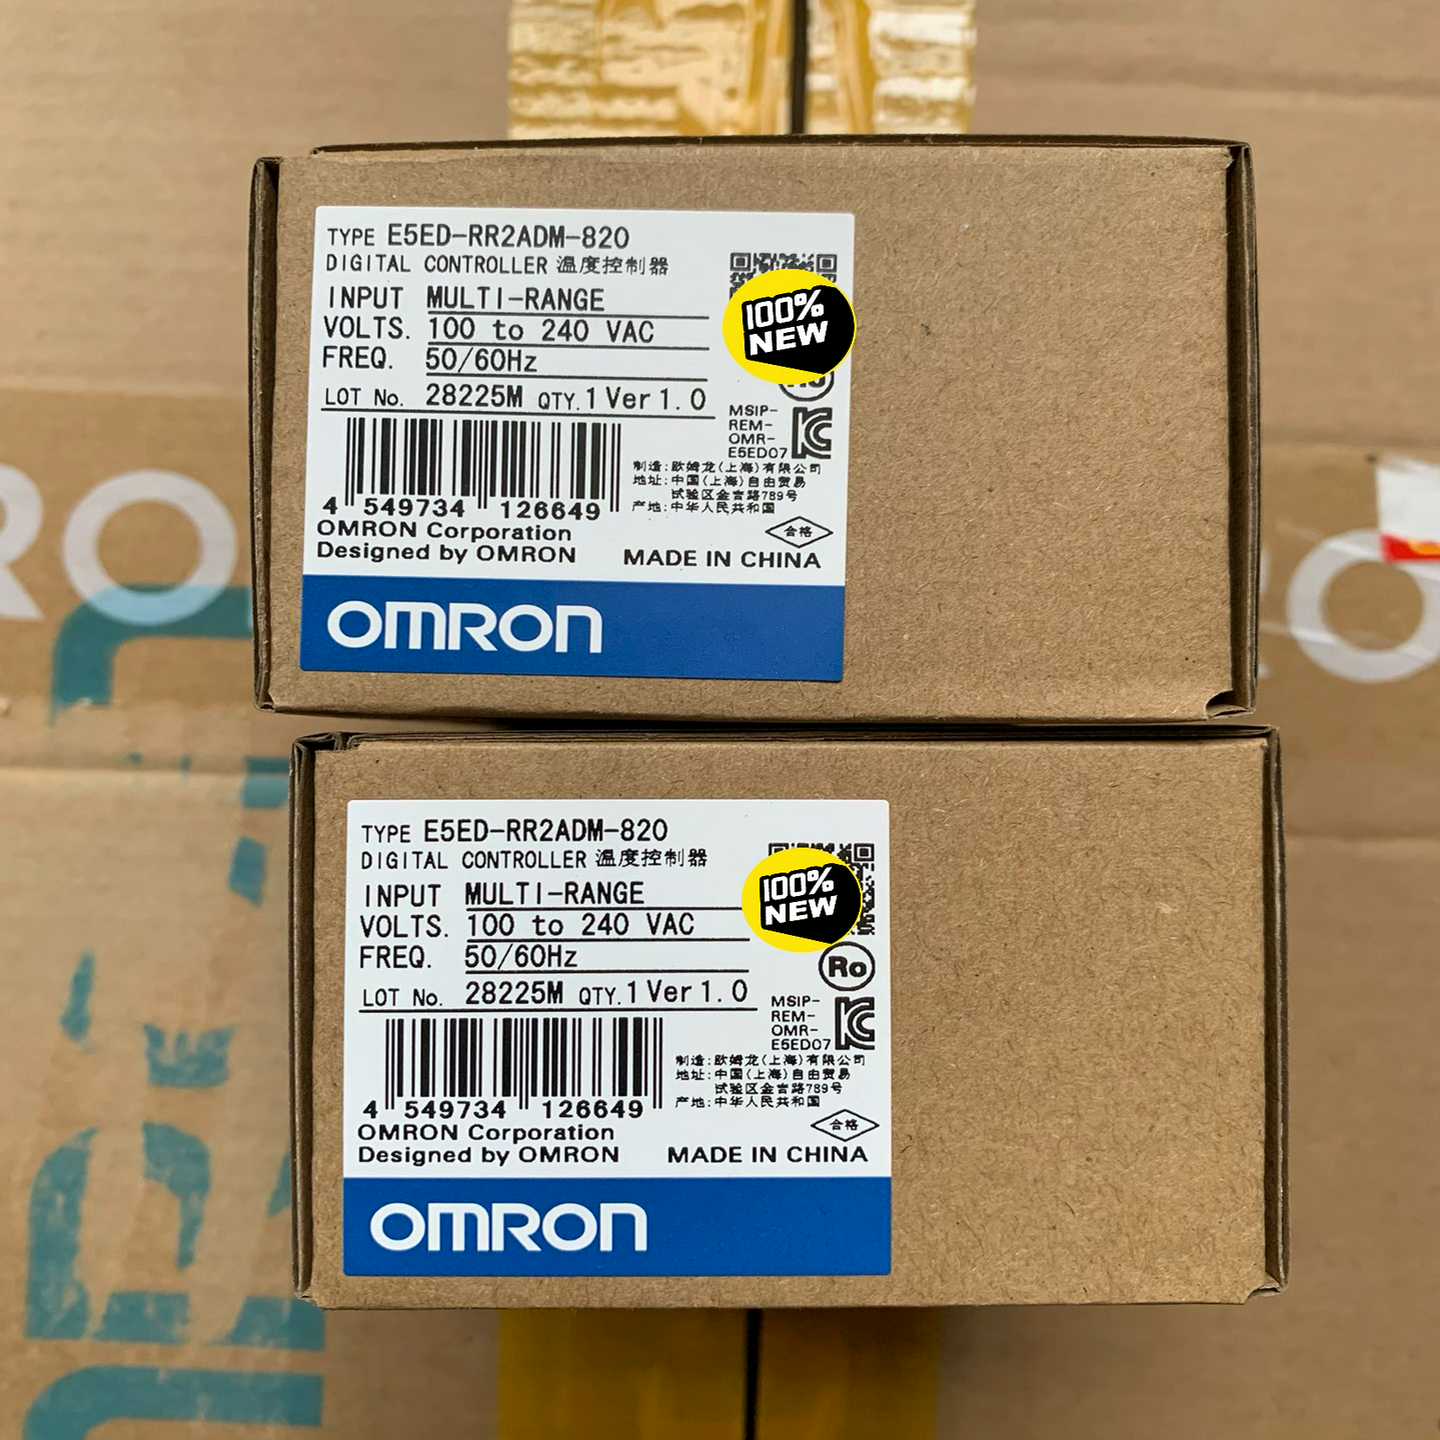 TYPE E5ED-RR2ADM-820
DIGITAL CONTROLLER 温度控制器
INPUT MULTI-RANGE
VOLTS. 100 to 240 VAC
FREQ. 50/60Hz
LOT No. 28225M QTY.1 Ver 1.0
100%
NEW
MSIP-
REM-
OMR-
E5ED07
制造:欧姆龙(上海)有限公司
地址:中国(上海)自由贸易
试验区金吉路789号
产地:中华人民共和国
4 549734 126649
OMRON Corporation
Designed by OMRON
合格
MADE IN CHINA
OMRON
TYPE E5ED-RR2ADM-820
DIGITAL CONTROLLER 温度控制器
INPUT MULTI-RANGE
VOLTS. 100 to 240 VAC
FREQ. 50/60Hz
LOT No. 28225M QTY.1 Ver 1.0
100%
NEW
Ro
MSIP-
REM-
OMR-
E5ED07
制造:欧姆龙(上海)有限公司
地址:中国(上海)自由贸易
试验区金吉路789号
产地:中华人民共和国
4 549734 126649
OMRON Corporation
Designed by OMRON
合格
MADE IN CHINA
OMRON